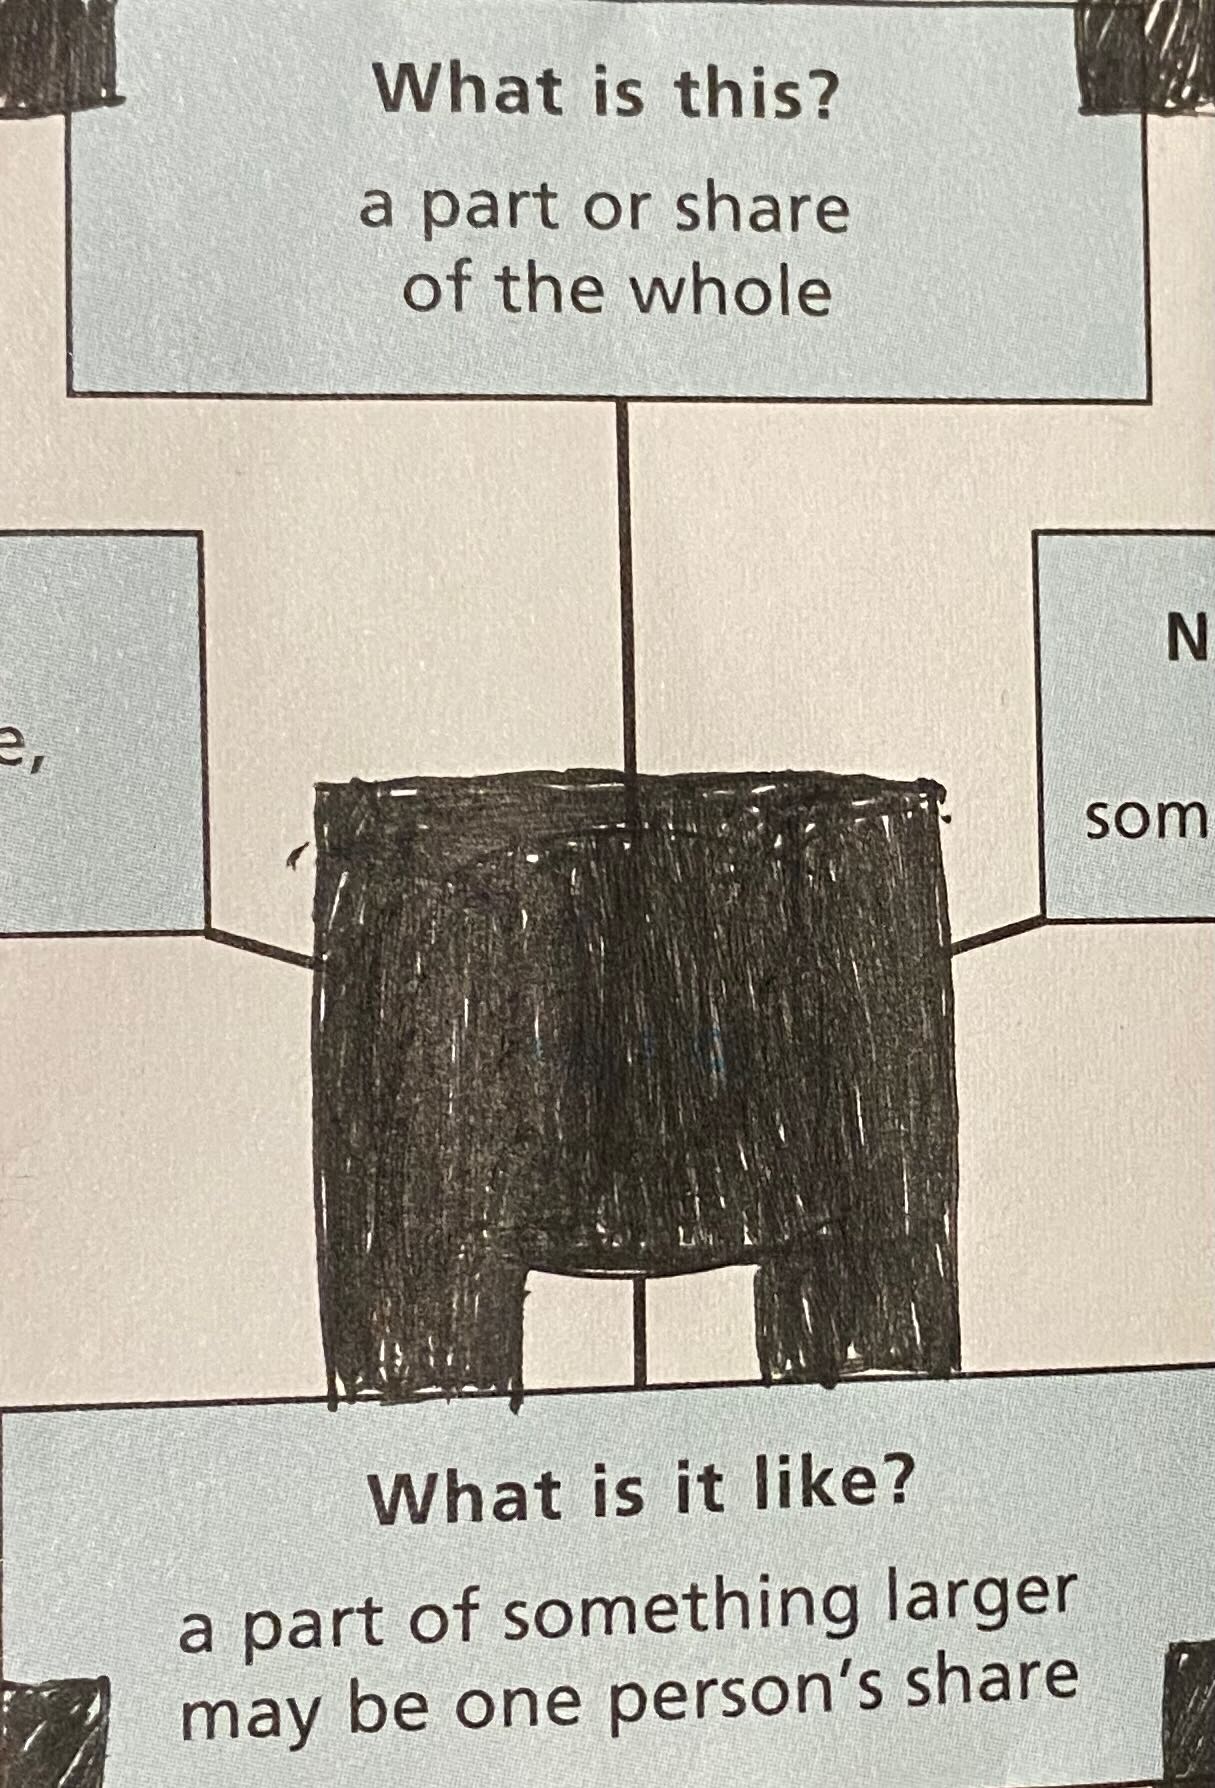 What is this?
a part or share
of the whole
e,
N
som
What is it like?
a part of something larger
may be one person's share